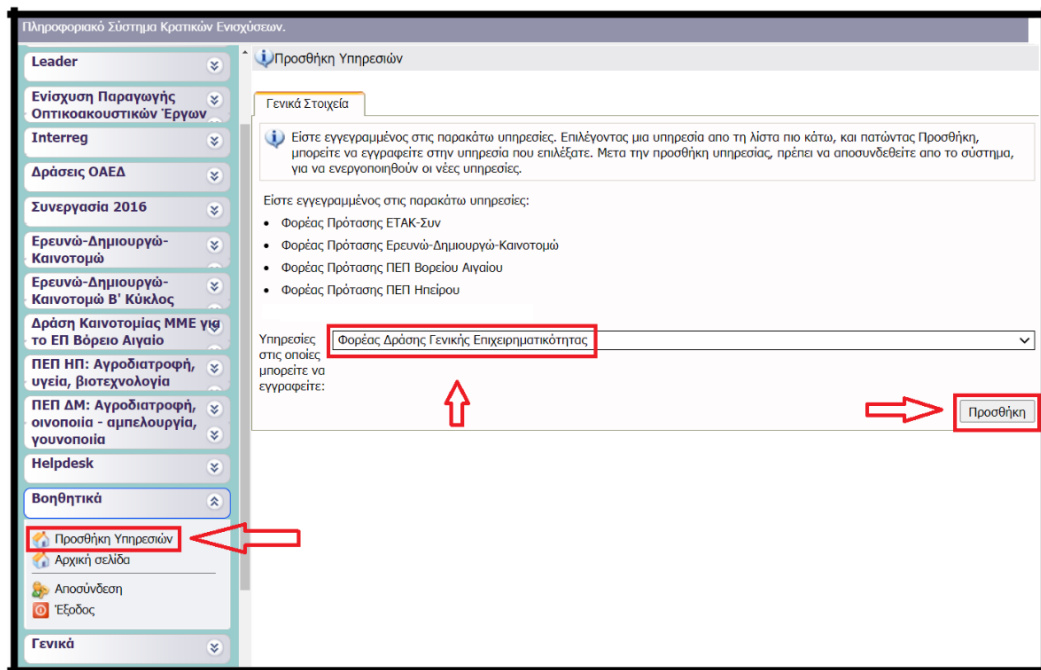 Πληροφοριακό Σύστημα Κρατικών Ενισχύσεων.
Leader
Ενίσχυση Παραγωγής
Οπτικοακουστικών Έργων
Interreg
Δράσεις ΟΑΕΔ
Συνεργασία 2016
Ερευνώ-Δημιουργώ-
Καινοτομώ
Ερευνώ-Δημιουργώ-
Καινοτομώ Β' Κύκλος
Δράση Καινοτομίας ΜΜΕ για
το ΕΠ Βόρειο Αιγαίο
ΠΕΠ ΗΠ: Αγροδιατροφή,
υγεία, βιοτεχνολογία
ΠΕΠ ΔΜ: Αγροδιατροφή,
οινοποιία - αμπελουργία,
γουνοποιία
Helpdesk
Βοηθητικά
Προσθήκη Υπηρεσιών
Αρχική σελίδα
Αποσύνδεση
Έξοδος
Γενικά
Προσθήκη Υπηρεσιών
Γενικά Στοιχεία
Είστε εγγεγραμμένος στις παρακάτω υπηρεσίες. Επιλέγοντας μια υπηρεσία απο τη λίστα πιο κάτω, και πατώντας Προσθήκη,
μπορείτε να εγγραφείτε στην υπηρεσία που επιλέξατε. Μετα την προσθήκη υπηρεσίας, πρέπει να αποσυνδεθείτε απο το σύστημα,
για να ενεργοποιηθούν οι νέες υπηρεσίες.
Είστε εγγεγραμμένος στις παρακάτω υπηρεσίες:
• Φορέας Πρότασης ΕΤΑΚ-Συν
• Φορέας Πρότασης Ερευνώ-Δημιουργώ-Καινοτομώ
• Φορέας Πρότασης ΠΕΠ Βορείου Αιγαίου
• Φορέας Πρότασης ΠΕΠ Ηπείρου
Υπηρεσίες
στις οποίες
μπορείτε να
εγγραφείτε:
Φορέας Δράσης Γενικής Επιχειρηματικότητας
Προσθήκη